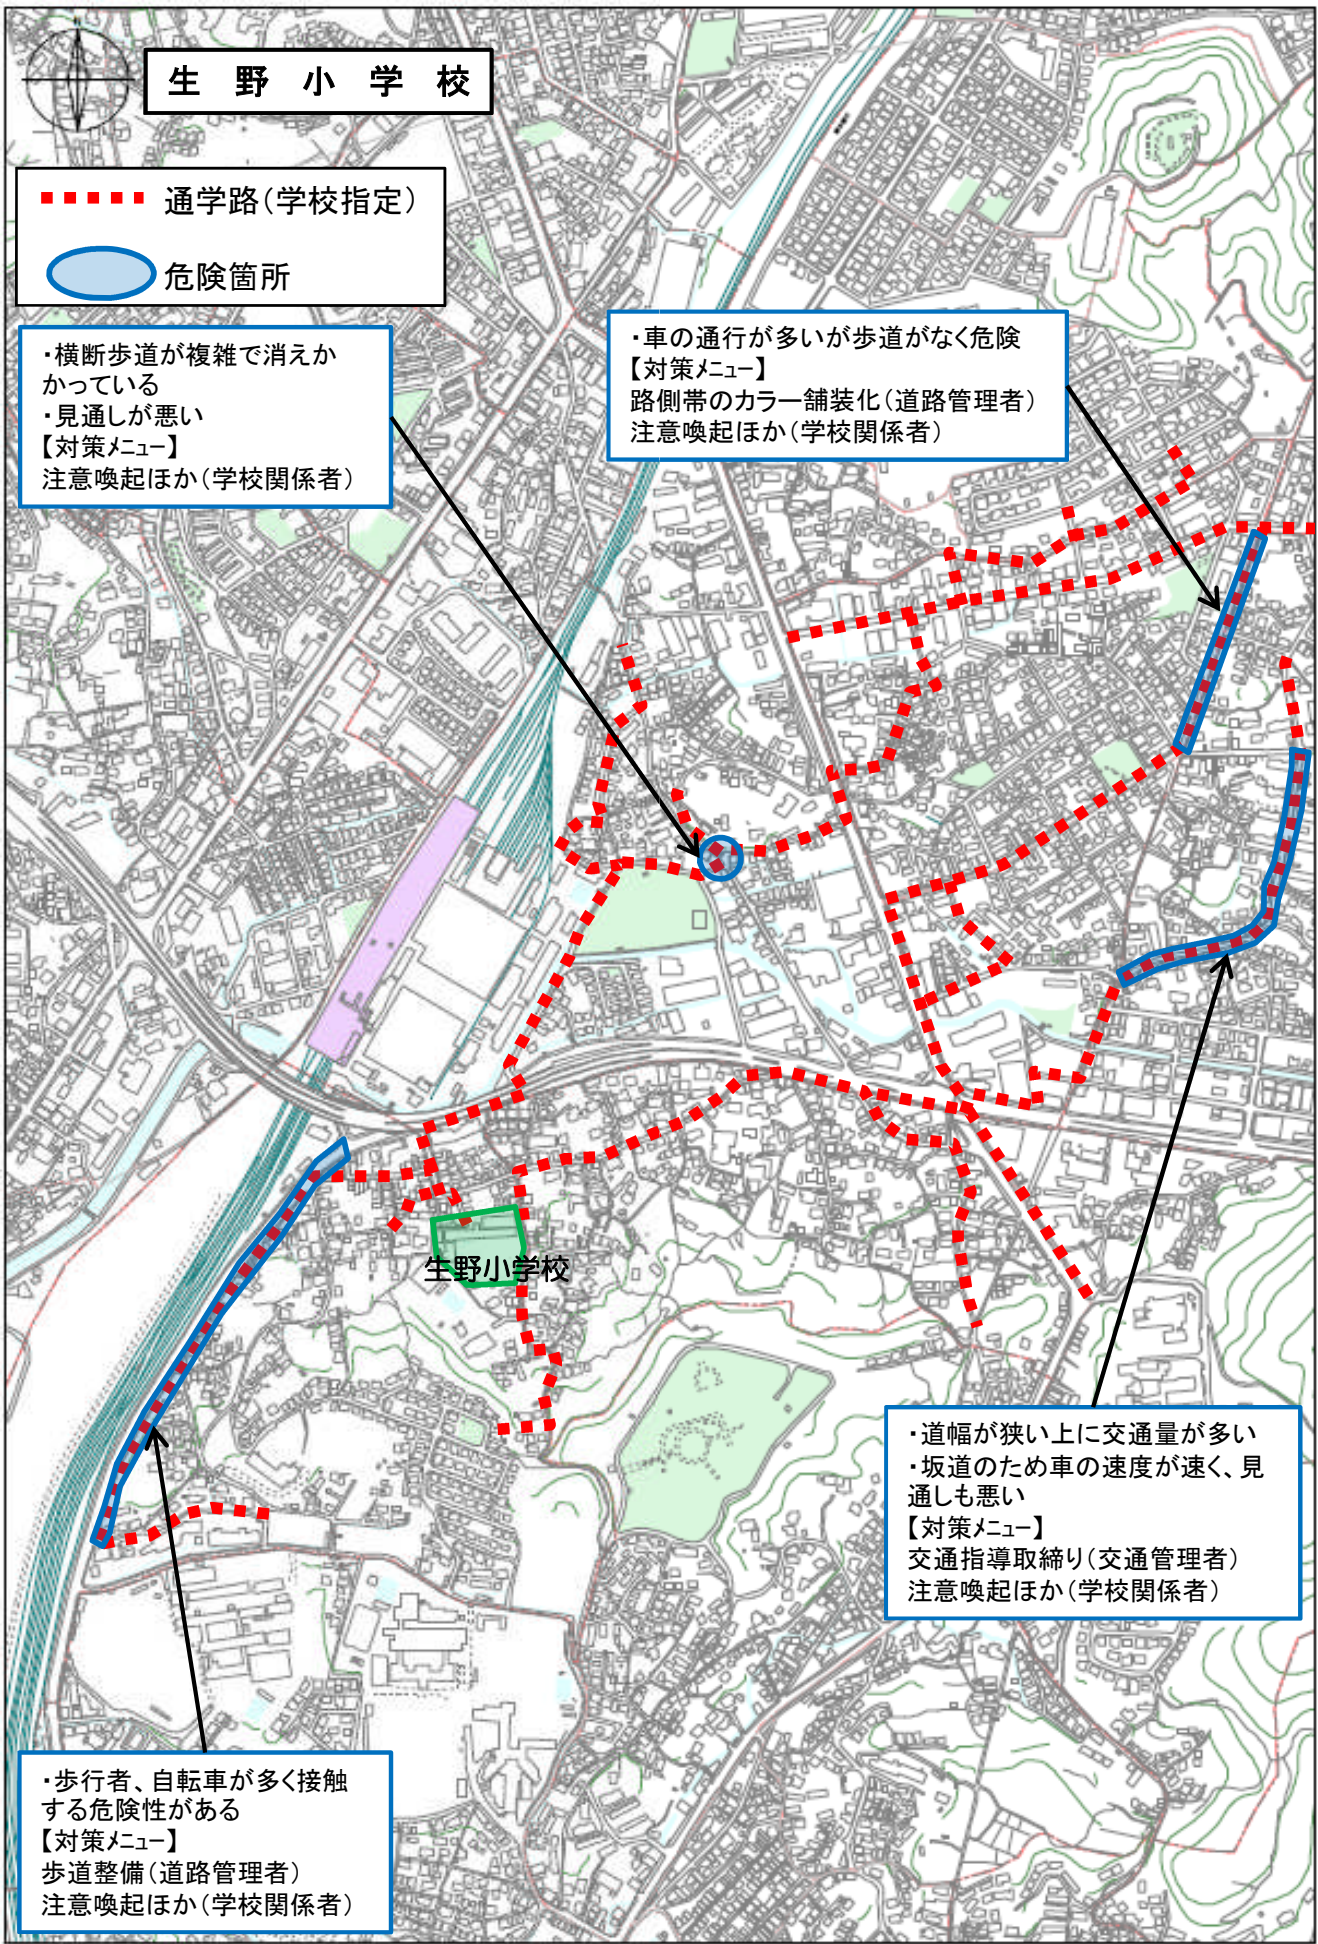 生野小学校
通学路(学校指定)
危険箇所
・横断歩道が複雑で消えか
かっている
・見通しが悪い
【対策メニュー】
注意喚起ほか(学校関係者)
・車の通行が多いが歩道がなく危険
【対策メニュー】
路側帯のカラー舗装化(道路管理者)
注意喚起ほか(学校関係者)
生野小学校
・道幅が狭い上に交通量が多い
・坂道のため車の速度が速く、見
通しも悪い
【対策メニュー】
交通指導取締り(交通管理者)
注意喚起ほか(学校関係者)
・歩行者、自転車が多く接触
する危険性がある
【対策メニュー】
歩道整備(道路管理者)
注意喚起ほか(学校関係者)